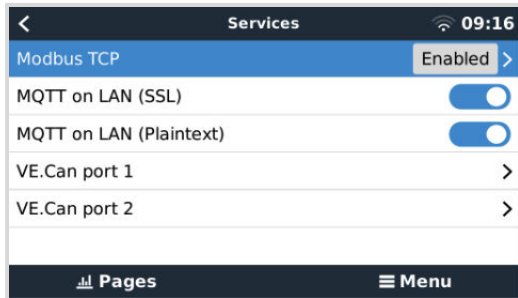 Services 09:16
Modbus TCP Enabled
MQTT on LAN (SSL)
MQTT on LAN (Plaintext)
VE.Can port 1
VE.Can port 2
Pages Menu